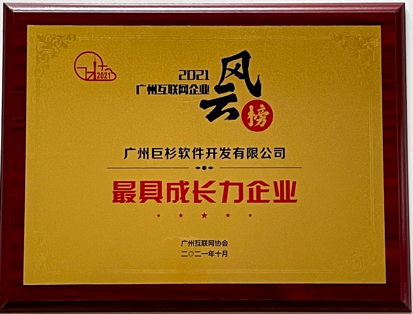 2021
2021
广州互联网企业
风云榜
广州巨杉软件开发有限公司
最具成长力企业
广州互联网协会
二〇二一年十月